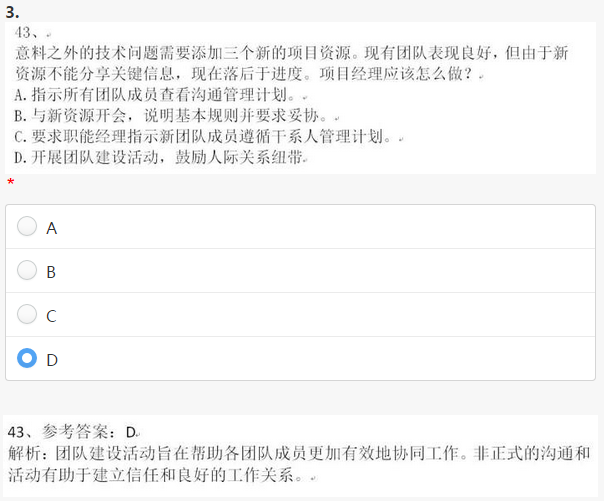 3.
43、
意料之外的技术问题需要添加三个新的项目资源。现有团队表现良好，但由于新
资源不能分享关键信息，现在落后于进度。项目经理应该怎么做？
A.指示所有团队成员查看沟通管理计划。
B.与新资源开会，说明基本规则并要求妥协。
C.要求职能经理指示新团队成员遵循干系人管理计划。
D.开展团队建设活动，鼓励人际关系纽带
*
A
B
C
D
43、参考答案：D
解析：团队建设活动旨在帮助各团队成员更加有效地协同工作。非正式的沟通和
活动有助于建立信任和良好的工作关系。